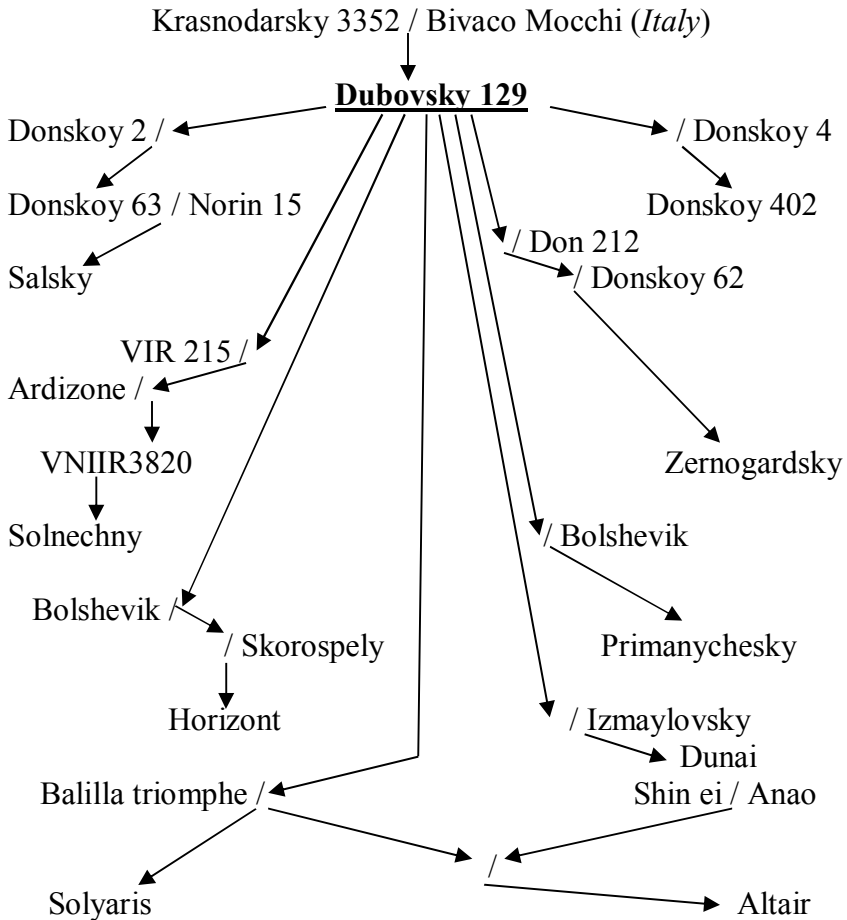 Krasnodarsky 3352 / Bivaco Mocchi (Italy)
Dubovsky 129
Donskoy 2 /
/ Donskoy 4
Donskoy 63 / Norin 15
Donskoy 402
/ Don 212
Salsky
/ Donskoy 62
VIR 215 /
Ardizone /
VNIIR3820
Zernogardsky
Solnechny
/ Bolshevik
Bolshevik /
/ Skorospely
Primanychesky
Horizont
/ Izmaylovsky
Dunai
Balilla triomphe /
Shin ei / Anao
/
Solyaris
Altair